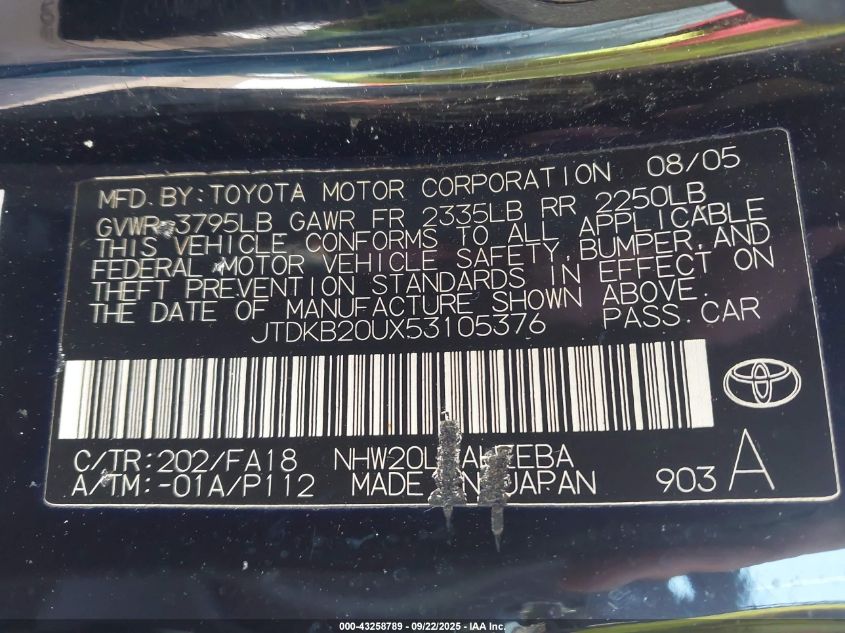 MFD. BY: TOYOTA MOTOR CORPORATION 08/05
GVWR 3795LB GAWR FR 2335LB RR 2250LB
THIS VEHICLE CONFORMS TO ALL APPLICABLE
FEDERAL MOTOR VEHICLE SAFETY, BUMPER, AND
THEFT PREVENTION STANDARDS IN EFFECT ON
THE DATE OF MANUFACTURE SHOWN ABOVE.
JTDKB20UX53105376 PASS. CAR
C/TR: 202/FA18 EEBA
A/TM: -01A/P112 MADE IN JAPAN 903 A
000-43258789 - 09/22/2025 - IAA Inc.